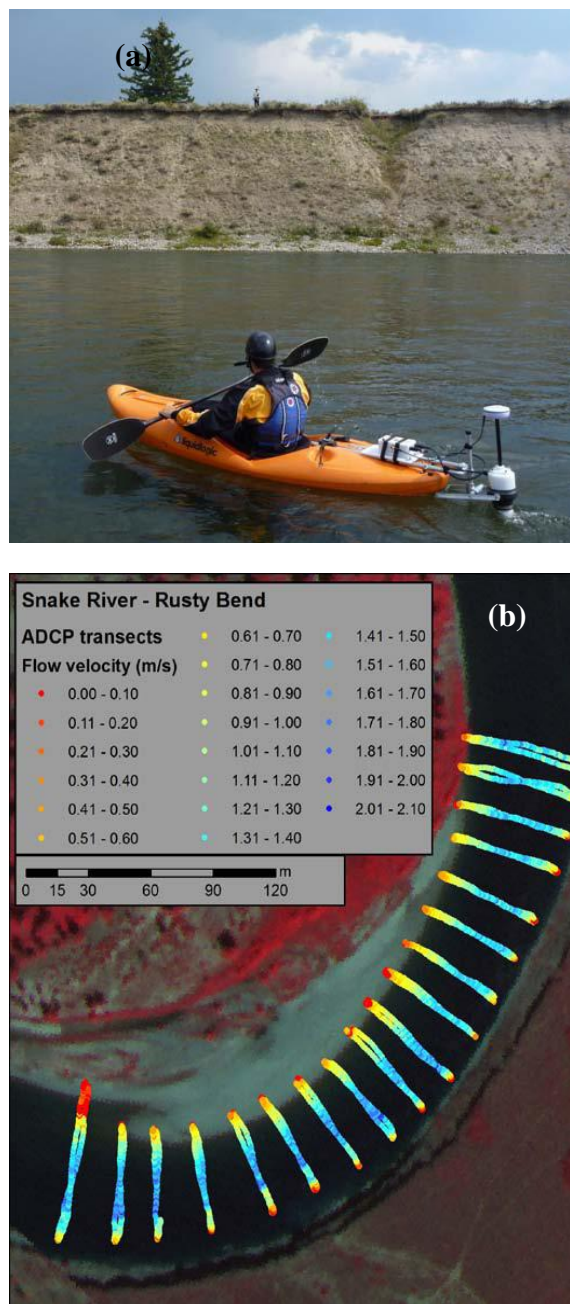 (a)
liquidlogic
(b)
Snake River - Rusty Bend
ADCP transects
Flow velocity (m/s)
0.00 - 0.10
0.11 - 0.20
0.21 - 0.30
0.31 - 0.40
0.41 - 0.50
0.51 - 0.60
0.61 - 0.70
0.71 - 0.80
0.81 - 0.90
0.91 - 1.00
1.01 - 1.10
1.11 - 1.20
1.21 - 1.30
1.31 - 1.40
1.41 - 1.50
1.51 - 1.60
1.61 - 1.70
1.71 - 1.80
1.81 - 1.90
1.91 - 2.00
2.01 - 2.10
m
0 15 30 60 90 120